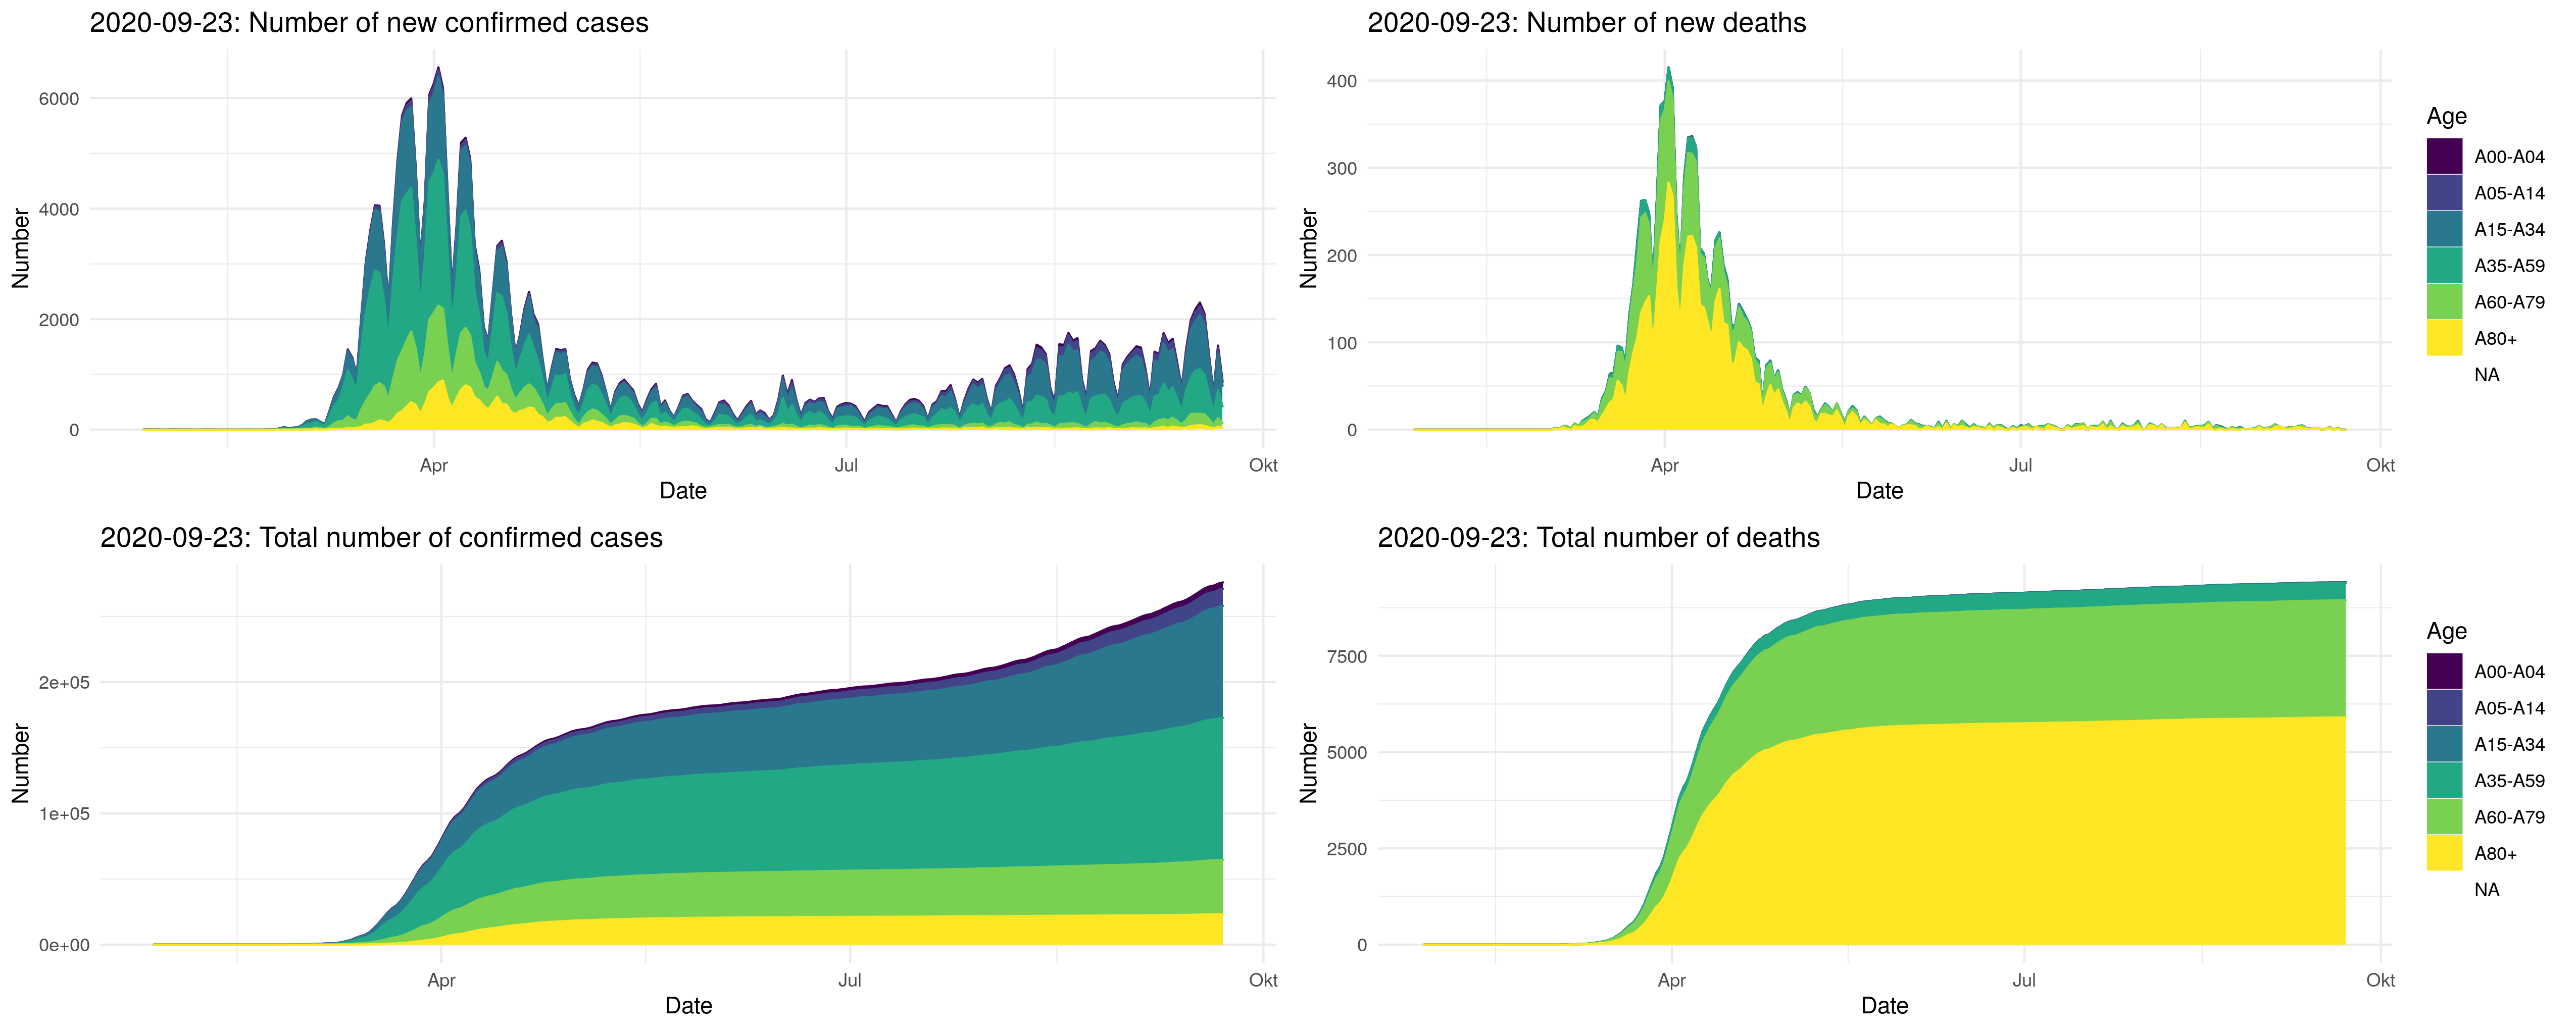 2020-09-23: Number of new confirmed cases
6000
4000
2000
0
Number
Apr
Jul
Okt
Date
2020-09-23: Number of new deaths
400
300
200
100
0
Number
Apr
Jul
Okt
Date
Age
A00-A04
A05-A14
A15-A34
A35-A59
A60-A79
A80+
NA
2020-09-23: Total number of confirmed cases
2e+05
1e+05
0e+00
Number
Apr
Jul
Okt
Date
2020-09-23: Total number of deaths
7500
5000
2500
0
Number
Apr
Jul
Okt
Date
Age
A00-A04
A05-A14
A15-A34
A35-A59
A60-A79
A80+
NA